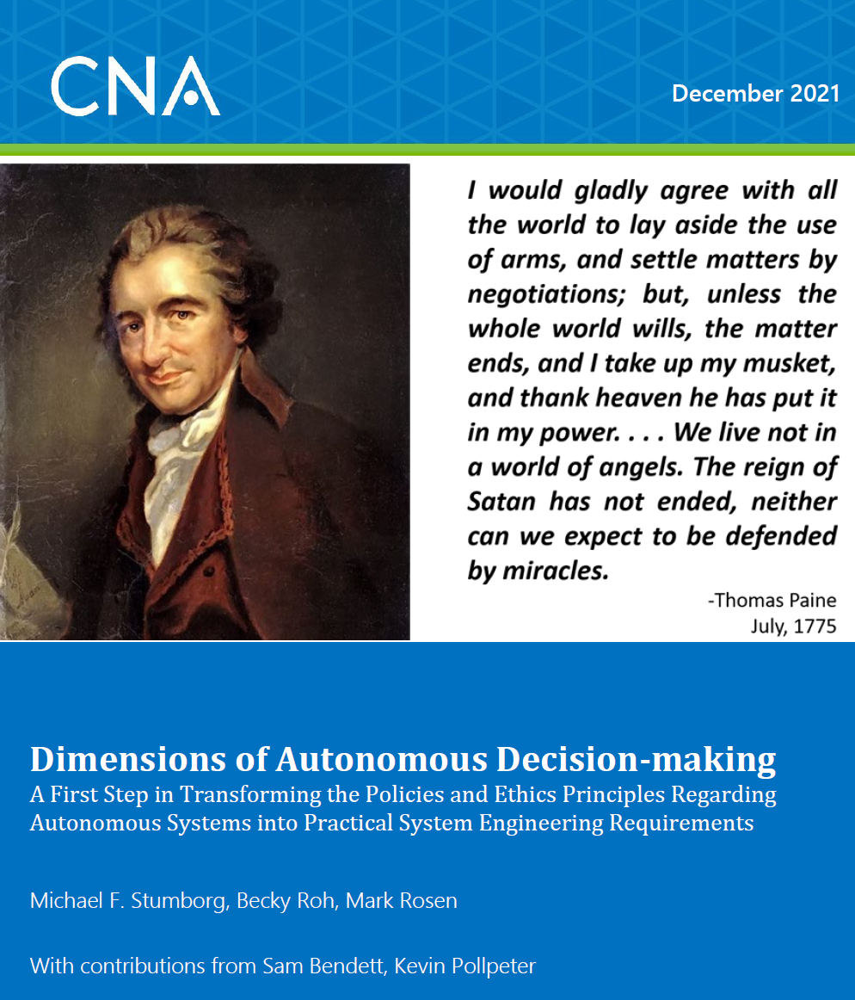 CNA
December 2021
I would gladly agree with all
the world to lay aside the use
of arms, and settle matters by
negotiations; but, unless the
whole world wills, the matter
ends, and I take up my musket,
and thank heaven he has put it
in my power. . . . We live not in
a world of angels. The reign of
Satan has not ended, neither
can we expect to be defended
by miracles.
-Thomas Paine
July, 1775
Dimensions of Autonomous Decision-making
A First Step in Transforming the Policies and Ethics Principles Regarding
Autonomous Systems into Practical System Engineering Requirements
Michael F. Stumborg, Becky Roh, Mark Rosen
With contributions from Sam Bendett, Kevin Pollpeter